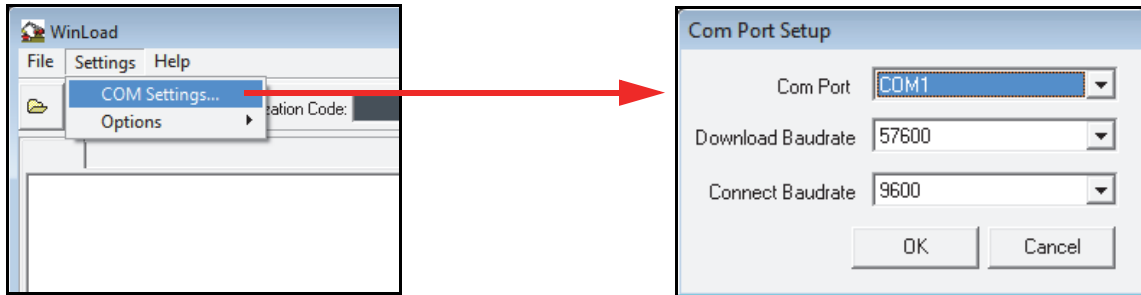 WinLoad
File Settings Help
COM Settings...
Options
zation Code:
Com Port Setup
Com Port COM1
Download Baudrate 57600
Connect Baudrate 9600
OK Cancel